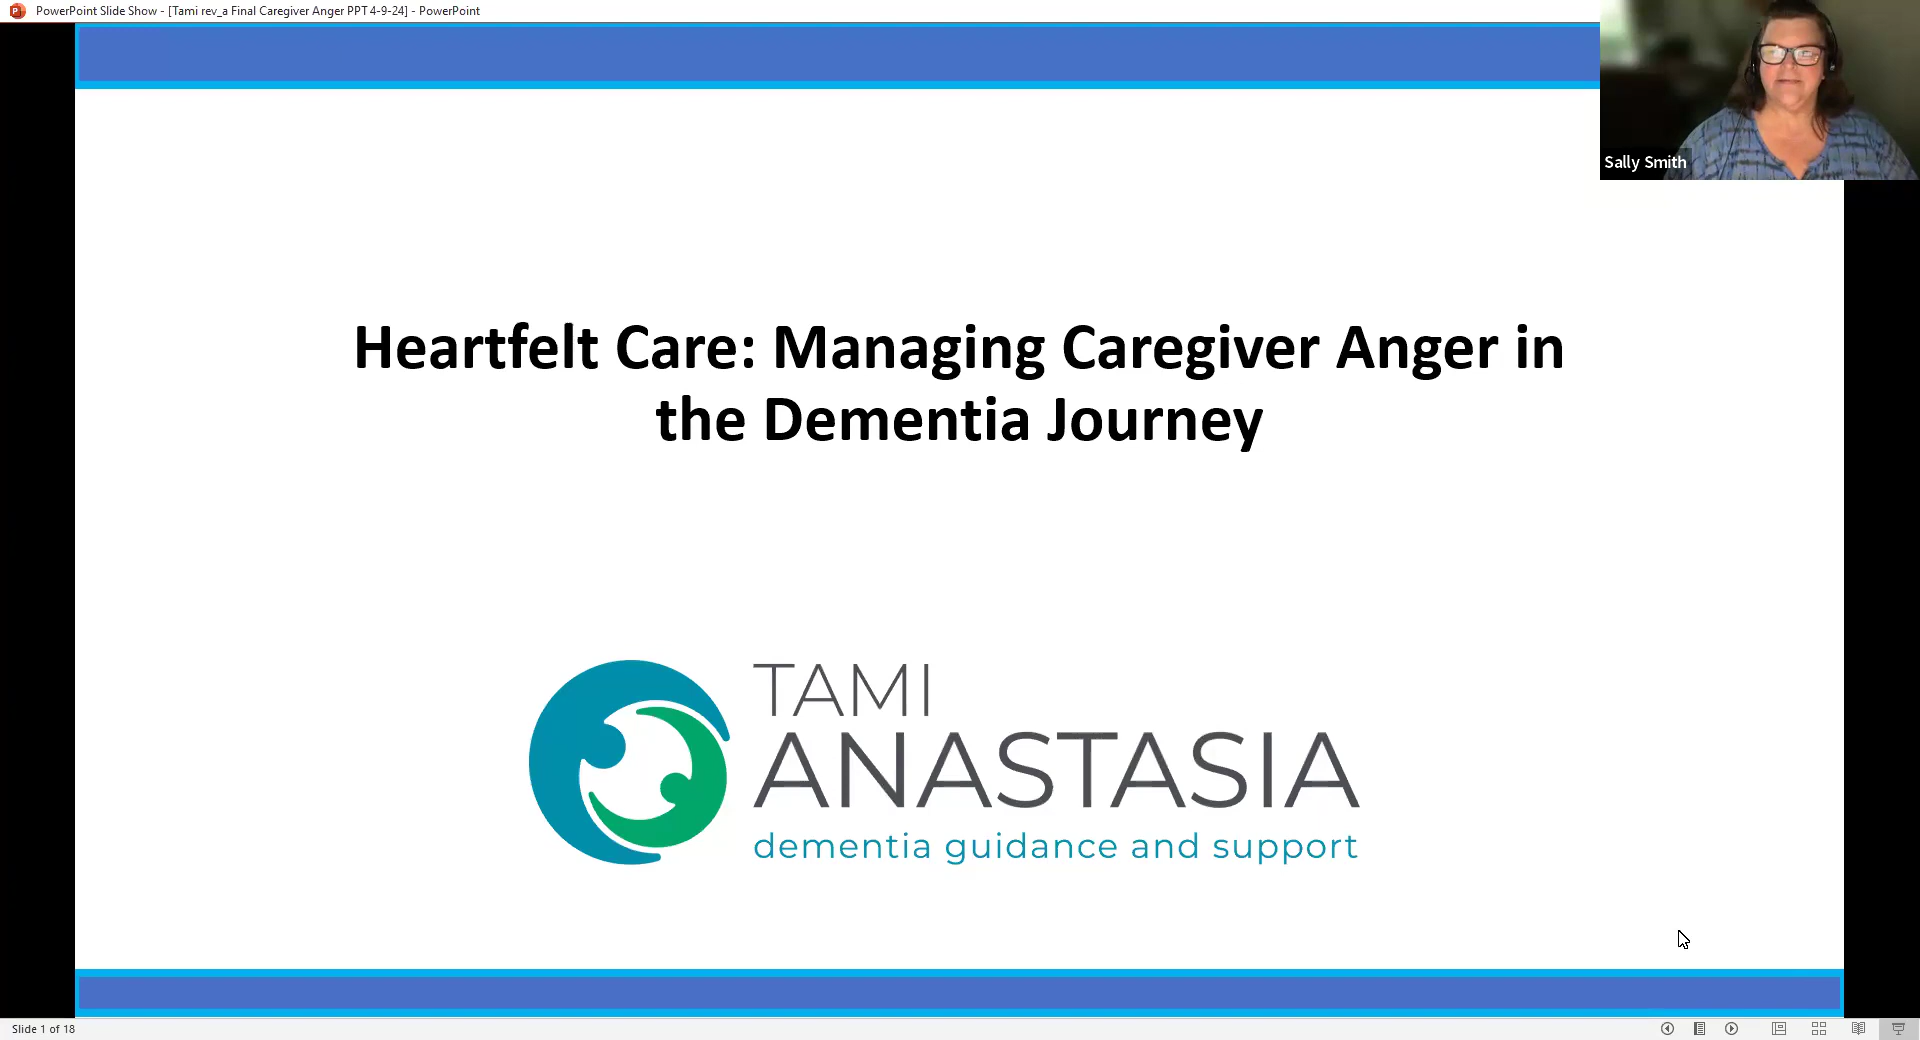 PowerPoint Slide Show - [Tami rev_a Final Caregiver Anger PPT 4-9-24] - PowerPoint
Sally Smith
Heartfelt Care: Managing Caregiver Anger in
the Dementia Journey
TAMI
ANASTASIA
dementia guidance and support
Slide 1 of 18